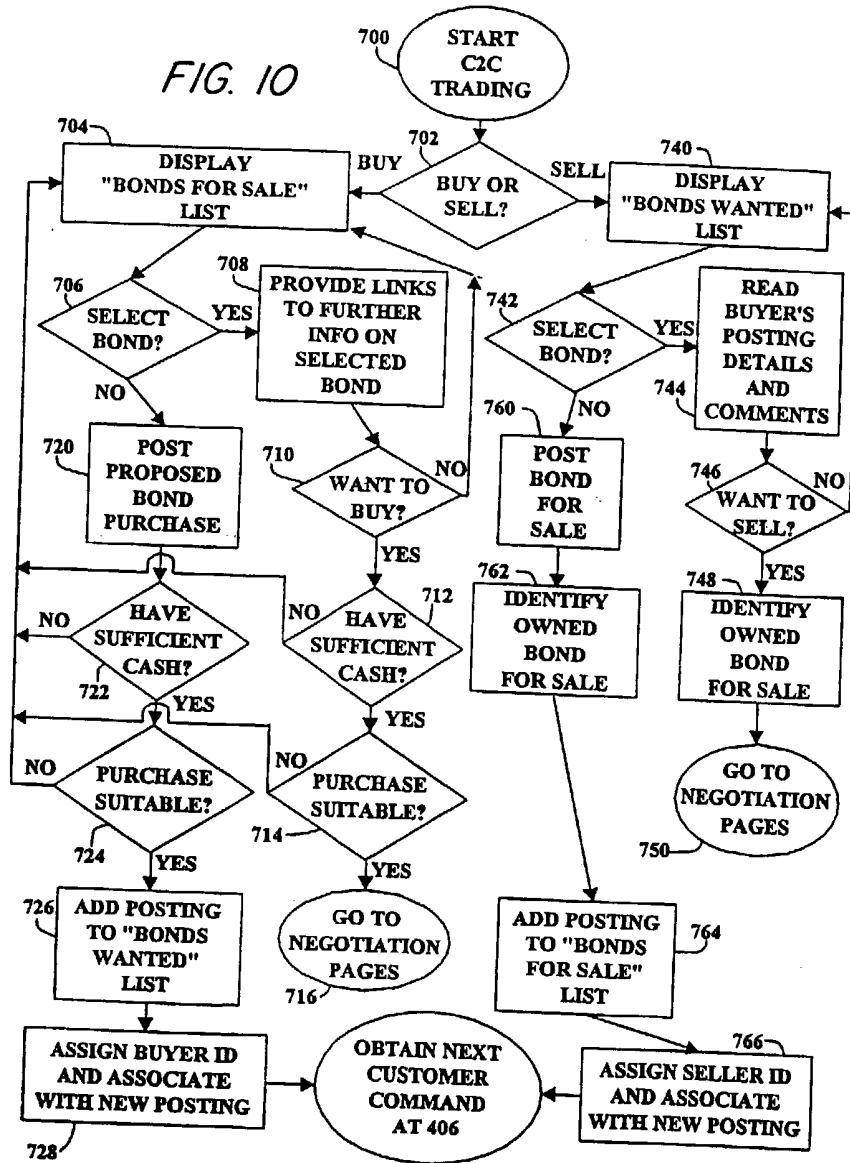 FIG. 10
700
START
C2C
TRADING
704
DISPLAY
"BONDS FOR SALE"
LIST
BUY
702
BUY OR
SELL?
SELL
740
DISPLAY
"BONDS WANTED"
LIST
706
SELECT
BOND?
YES
NO
708
PROVIDE LINKS
TO FURTHER
INFO ON
SELECTED
BOND
742
SELECT
BOND?
YES
NO
READ
BUYER'S
POSTING
DETAILS
AND
COMMENTS
744
720
POST
PROPOSED
BOND
PURCHASE
710
WANT TO
BUY?
NO
YES
760
POST
BOND
FOR
SALE
746
WANT TO
SELL?
NO
YES
NO
HAVE
SUFFICIENT
CASH?
722
YES
NO
712
HAVE
SUFFICIENT
CASH?
YES
762
IDENTIFY
OWNED
BOND
FOR SALE
748
IDENTIFY
OWNED
BOND
FOR SALE
NO
PURCHASE
SUITABLE?
724
YES
NO
PURCHASE
SUITABLE?
714
YES
GO TO
NEGOTIATION
PAGES
750
726
ADD POSTING
TO "BONDS
WANTED"
LIST
GO TO
NEGOTIATION
PAGES
716
ADD POSTING
TO "BONDS
FOR SALE"
LIST
764
ASSIGN BUYER ID
AND ASSOCIATE
WITH NEW POSTING
728
OBTAIN NEXT
CUSTOMER
COMMAND
AT 406
766
ASSIGN SELLER ID
AND ASSOCIATE
WITH NEW POSTING